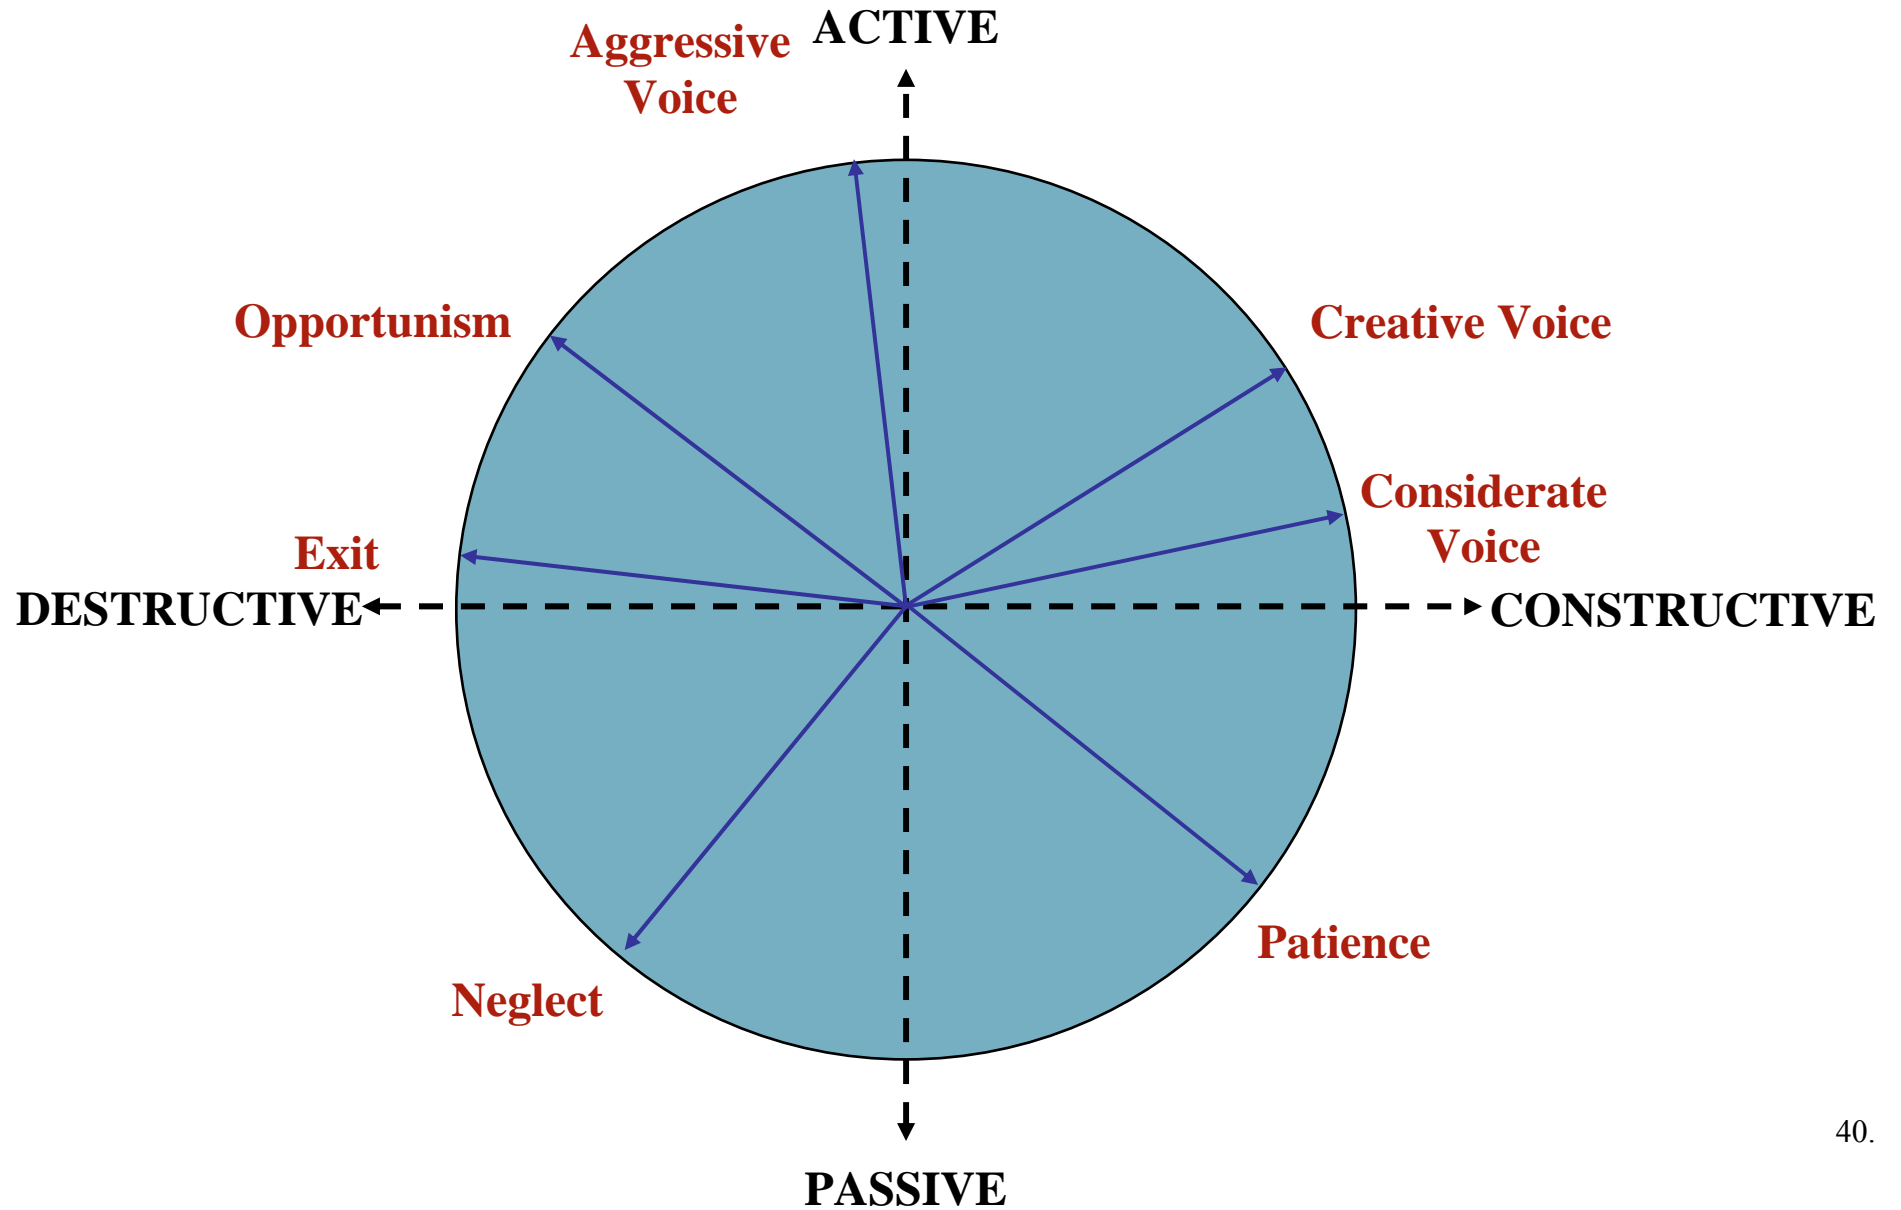 ACTIVE
Aggressive
Voice
Opportunism
Creative Voice
Considerate
Voice
Exit
DESTRUCTIVE
CONSTRUCTIVE
Patience
Neglect
40.
PASSIVE